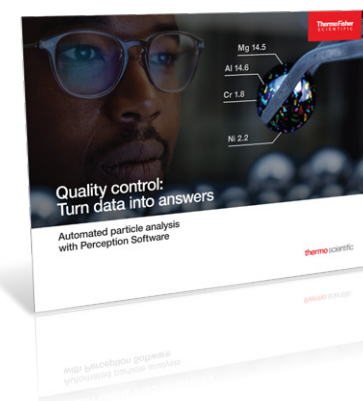 ThermoFisher
SCIENTIFIC
Mg 14.5
Al 14.6
Cr 1.8
Ni 2.2
Quality control:
Turn data into answers
Automated particle analysis
with Perception Software
thermo scientific